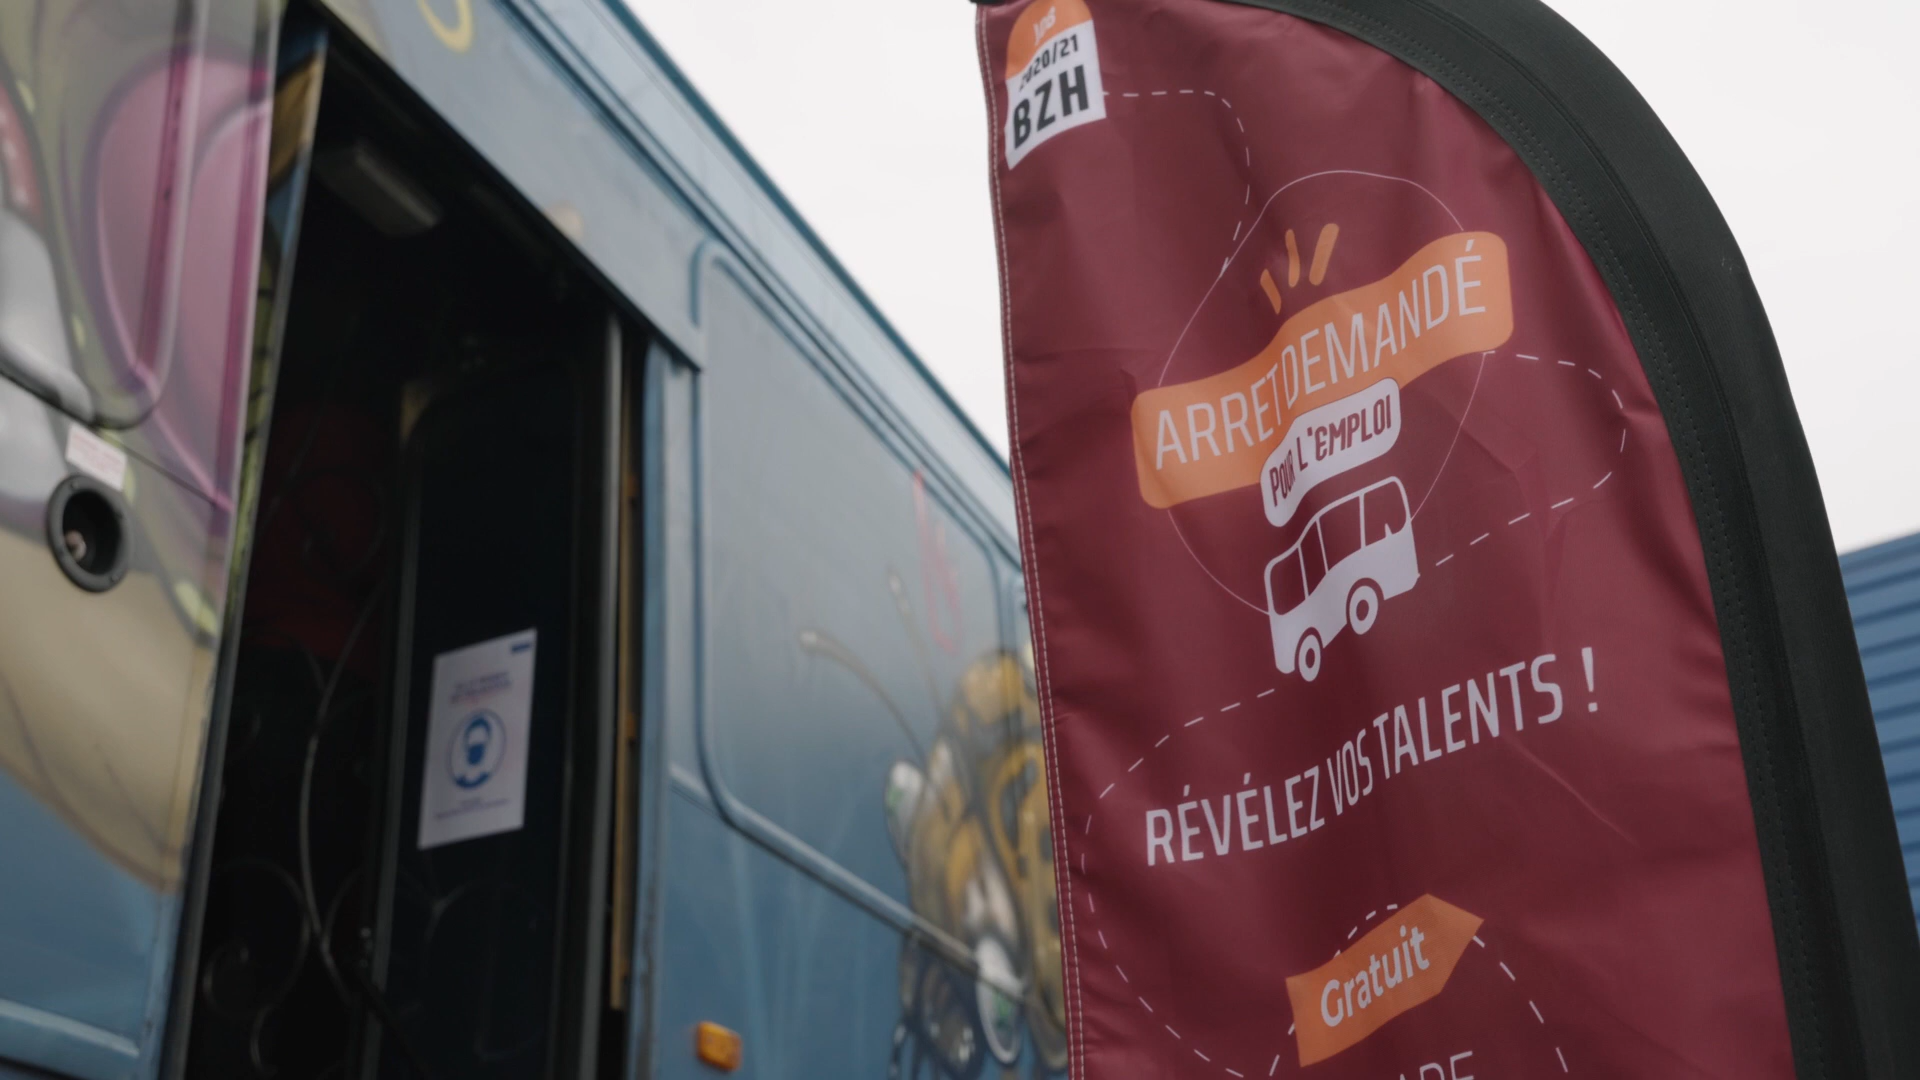 2020/21
BZH
ARRET DEMANDÉ
POUR L'EMPLOI
RÉVÉLEZ VOS TALENTS !
Gratuit